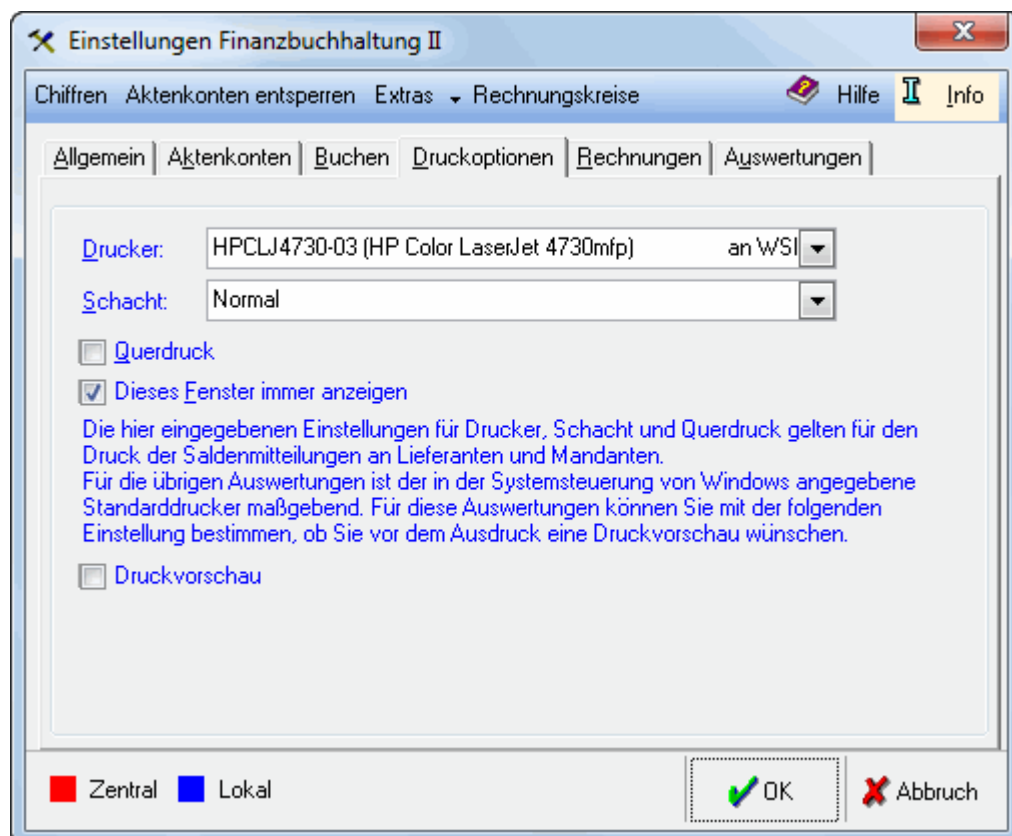 Einstellungen Finanzbuchhaltung II
Chiffren Aktenkonten entsperren Extras Rechnungskreise Hilfe Info
Allgemein Aktenkonten Buchen Druckoptionen Rechnungen Auswertungen
Drucker: HPCLJ4730-03 (HP Color LaserJet 4730mfp) an WSI
Schacht: Normal
Querdruck
Dieses Fenster immer anzeigen
Die hier eingegebenen Einstellungen für Drucker, Schacht und Querdruck gelten für den
Druck der Saldenmitteilungen an Lieferanten und Mandanten.
Für die übrigen Auswertungen ist der in der Systemsteuerung von Windows angegebene
Standarddrucker maßgebend. Für diese Auswertungen können Sie mit der folgenden
Einstellung bestimmen, ob Sie vor dem Ausdruck eine Druckvorschau wünschen.
Druckvorschau
Zentral Lokal OK Abbruch